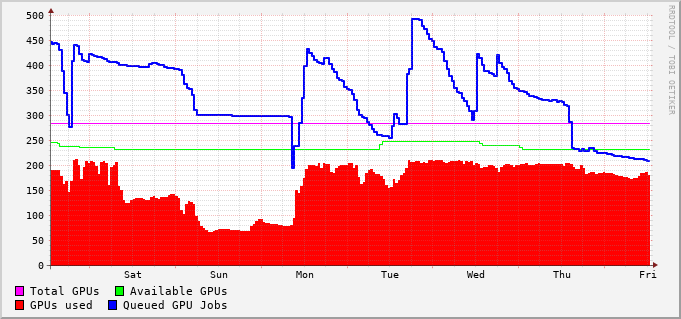 RRDTOOL / TOBI OETIKER
500
450
400
350
300
250
200
150
100
50
0
Sat Sun Mon Tue Wed Thu Fri
Total GPUs Available GPUs
GPUs used Queued GPU Jobs